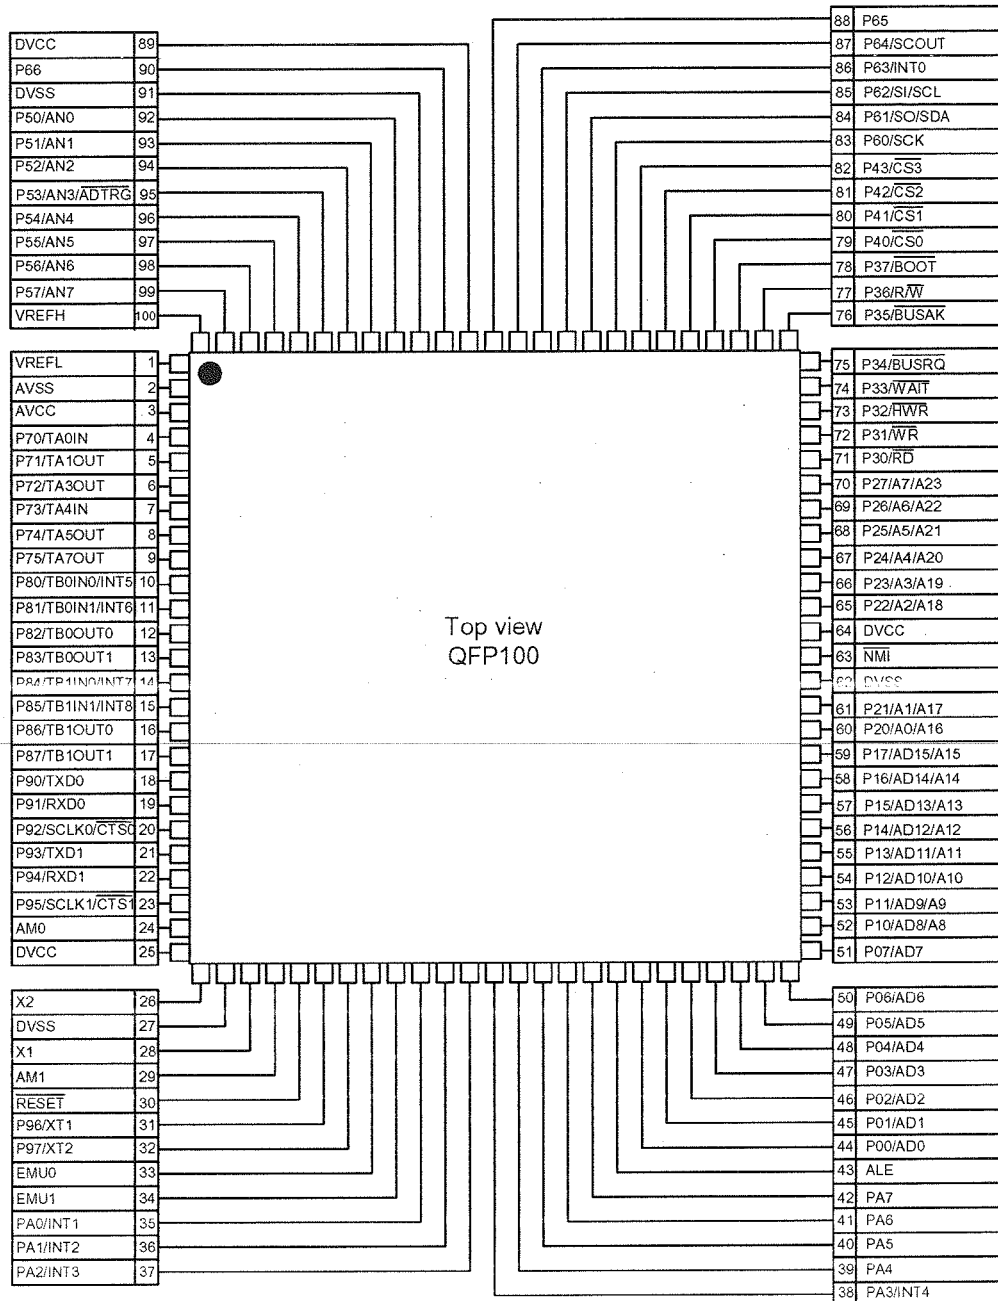 DVCC 89
P66 90
DVSS 91
P50/AN0 92
P51/AN1 93
P52/AN2 94
P53/AN3/ADTRG 95
P54/AN4 96
P55/AN5 97
P56/AN6 98
P57/AN7 99
VREFH 100
88 P65
87 P64/SCOUT
86 P63/INT0
85 P62/SI/SCL
84 P61/SO/SDA
83 P60/SCK
82 P43/CS3
81 P42/CS2
80 P41/CS1
79 P40/CS0
78 P37/BOOT
77 P36/R/W
76 P35/BUSAK
VREFL 1
AVSS 2
AVCC 3
P70/TA0IN 4
P71/TA1OUT 5
P72/TA3OUT 6
P73/TA4IN 7
P74/TA5OUT 8
P75/TA7OUT 9
P80/TB0IN0/INT5 10
P81/TB0IN1/INT6 11
P82/TB0OUT0 12
P83/TB0OUT1 13
P84/TB1IN0/INT7 14
P85/TB1IN1/INT8 15
P86/TB1OUT0 16
P87/TB1OUT1 17
P90/TXD0 18
P91/RXD0 19
P92/SCLK0/CTS0 20
P93/TXD1 21
P94/RXD1 22
P95/SCLK1/CTS1 23
AM0 24
DVCC 25
Top view
QFP100
75 P34/BUSRQ
74 P33/WAIT
73 P32/HWR
72 P31/WR
71 P30/RD
70 P27/A7/A23
69 P26/A6/A22
68 P25/A5/A21
67 P24/A4/A20
66 P23/A3/A19
65 P22/A2/A18
64 DVCC
63 NMI
62 DVSS
61 P21/A1/A17
60 P20/A0/A16
59 P17/AD15/A15
58 P16/AD14/A14
57 P15/AD13/A13
56 P14/AD12/A12
55 P13/AD11/A11
54 P12/AD10/A10
53 P11/AD9/A9
52 P10/AD8/A8
51 P07/AD7
X2 26
DVSS 27
X1 28
AM1 29
RESET 30
P96/XT1 31
P97/XT2 32
EMU0 33
EMU1 34
PA0/INT1 35
PA1/INT2 36
PA2/INT3 37
50 P06/AD6
49 P05/AD5
48 P04/AD4
47 P03/AD3
46 P02/AD2
45 P01/AD1
44 P00/AD0
43 ALE
42 PA7
41 PA6
40 PA5
39 PA4
38 PA3/INT4